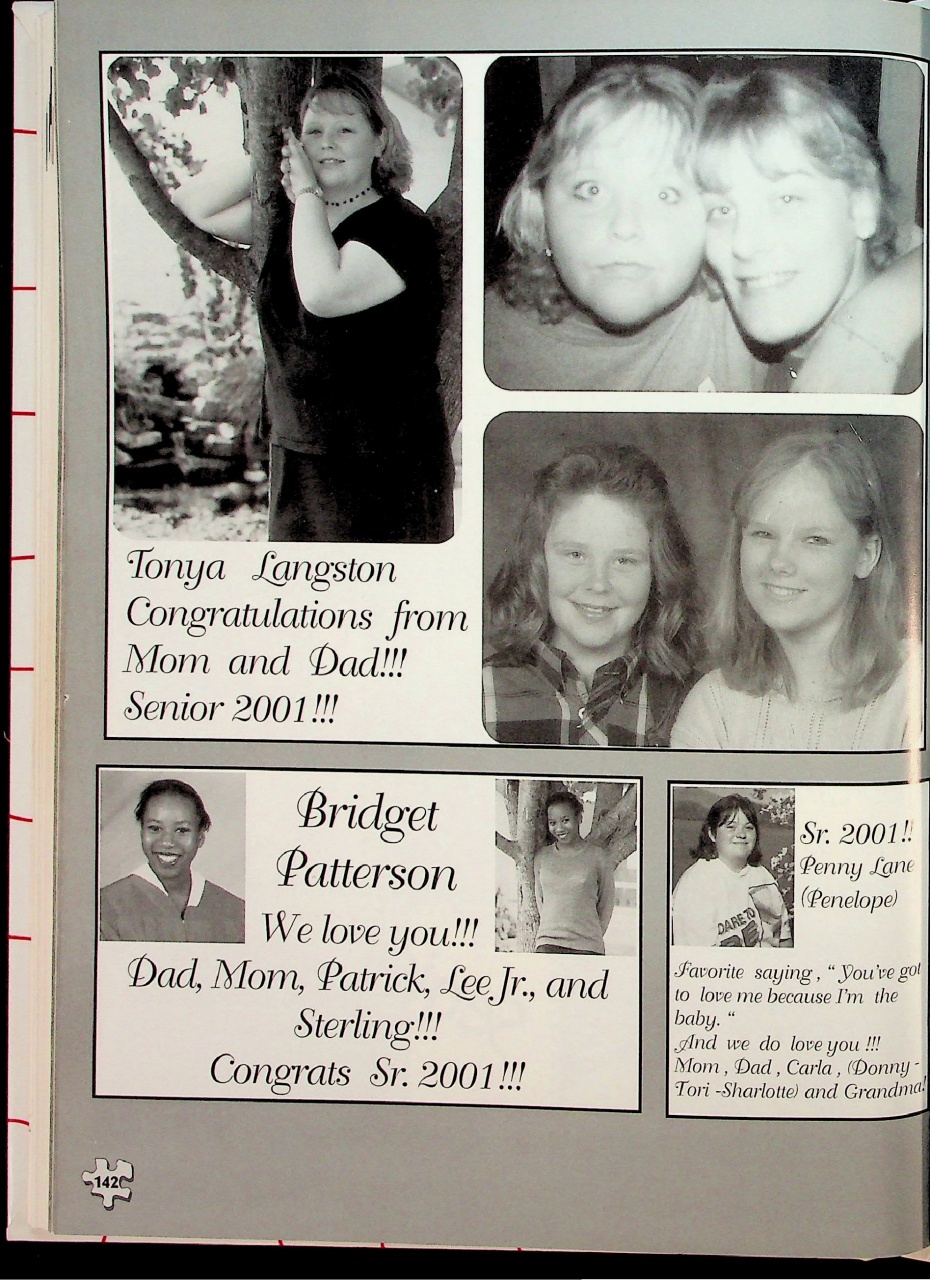 Tonya Langston
Congratulations from
Mom and Dad!!!
Senior 2001!!!
Bridget
Patterson
We love you!!!
Dad, Mom, Patrick, Lee Jr., and
Sterling!!!
Congrats Sr. 2001!!!
Sr. 2001!!
Penny Lane
(Penelope)
DARE TO
Favorite saying, "You've got
to love me because I'm the
baby. "
And we do love you !!!
Mom, Dad, Carla, (Donny -
Tori -Sharlotte) and Grandma!
142